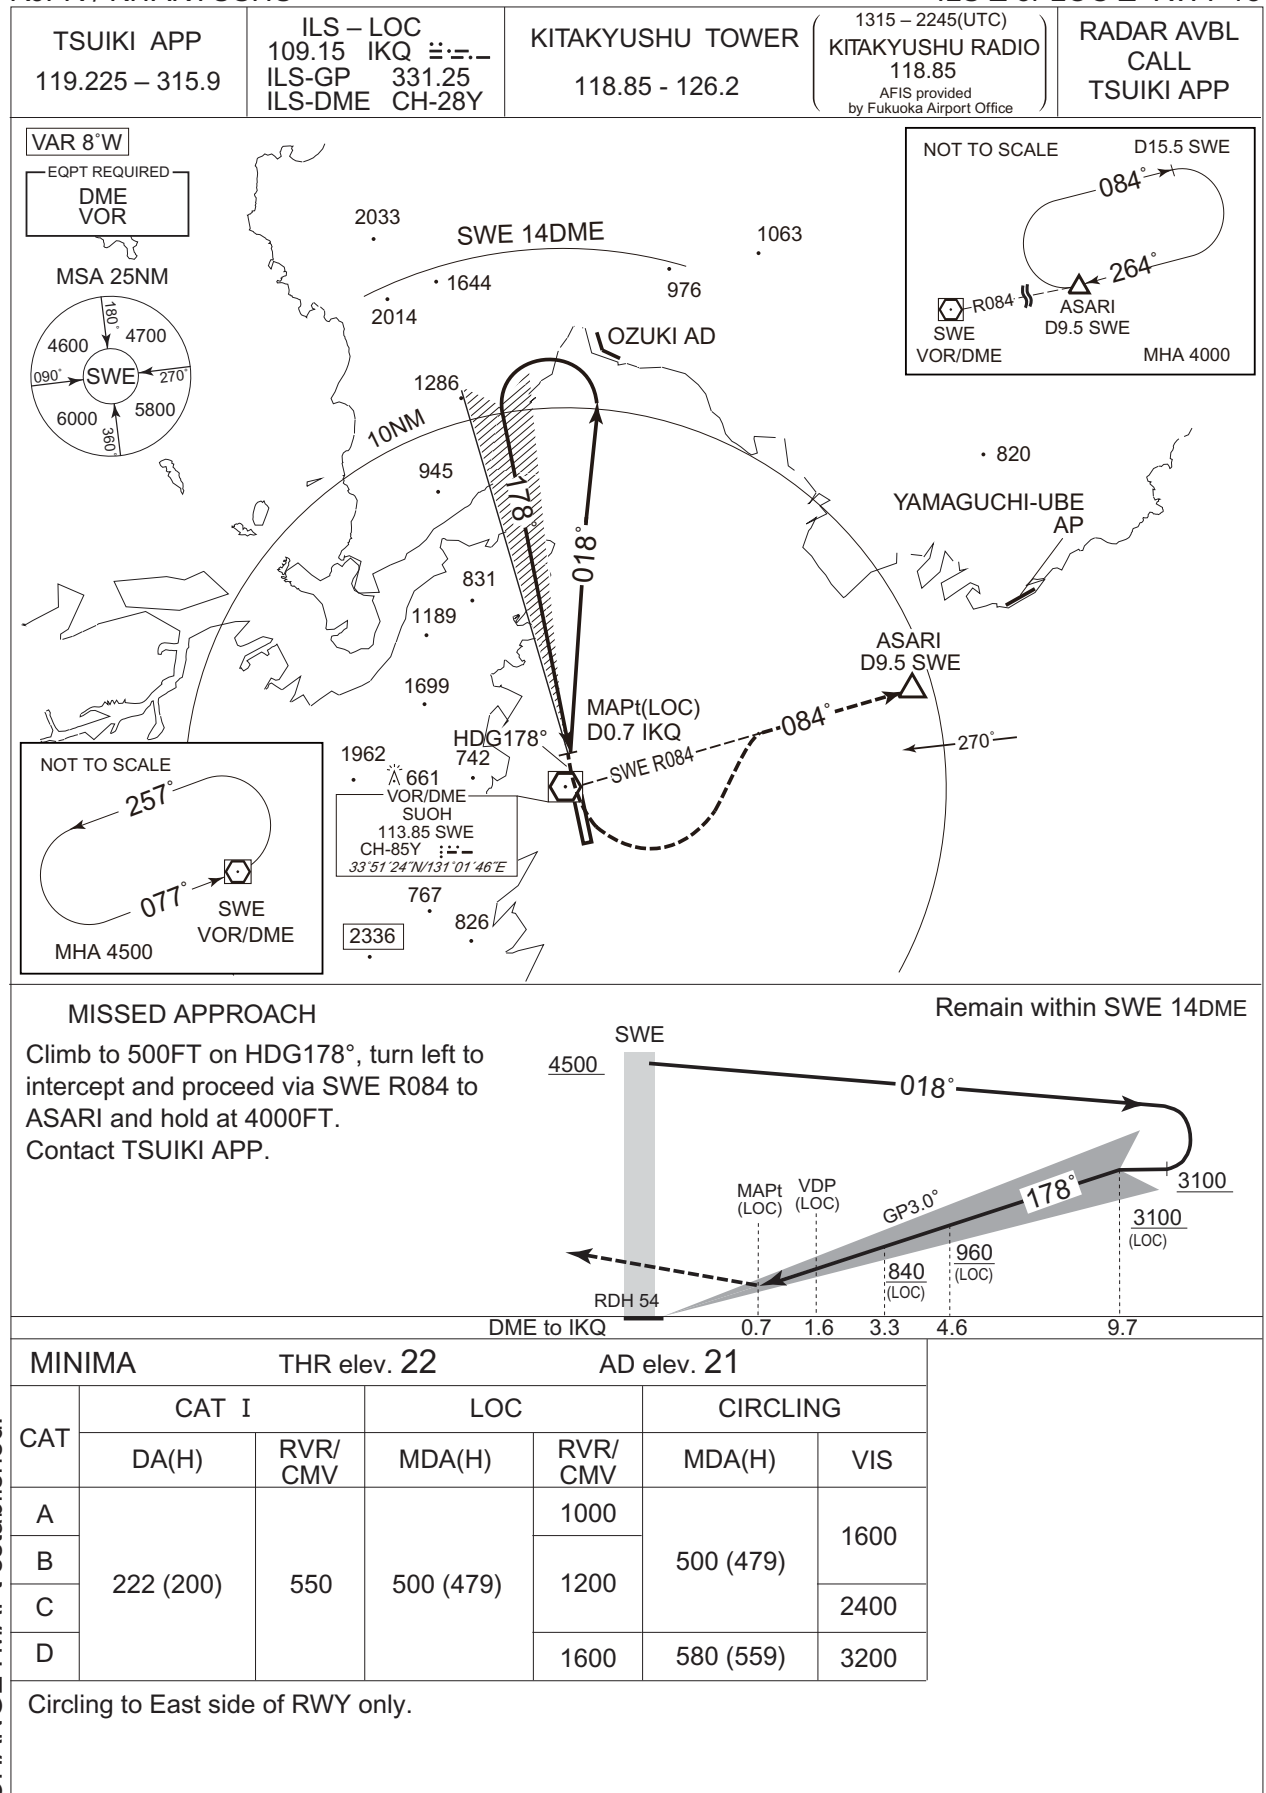 TSUIKI APP
119.225 – 315.9
ILS – LOC
109.15 IKQ
ILS-GP 331.25
ILS-DME CH-28Y
KITAKYUSHU TOWER
118.85 - 126.2
1315 – 2245(UTC)
KITAKYUSHU RADIO
118.85
AFIS provided
by Fukuoka Airport Office
RADAR AVBL
CALL
TSUIKI APP
VAR 8°W
EQPT REQUIRED
DME
VOR
MSA 25NM
180°
4600
4700
090°
SWE
270°
6000
5800
360°
NOT TO SCALE
D15.5 SWE
084°
264°
R084
ASARI
D9.5 SWE
SWE
VOR/DME
MHA 4000
2033
SWE 14DME
1063
1644
976
2014
OZUKI AD
1286
10NM
945
820
YAMAGUCHI-UBE
AP
178°
018°
831
1189
ASARI
D9.5 SWE
1699
MAPt(LOC)
D0.7 IKQ
HDG178°
084°
SWE R084
270°
1962
742
661
VOR/DME
SUOH
113.85 SWE
CH-85Y
33°51′24″N/131°01′46″E
767
826
2336
NOT TO SCALE
257°
077°
SWE
VOR/DME
MHA 4500
MISSED APPROACH
Climb to 500FT on HDG178°, turn left to
intercept and proceed via SWE R084 to
ASARI and hold at 4000FT.
Contact TSUIKI APP.
Remain within SWE 14DME
SWE
4500
018°
MAPt
(LOC)
VDP
(LOC)
GP3.0°
178°
3100
3100
(LOC)
960
(LOC)
840
(LOC)
RDH 54
DME to IKQ 0.7 1.6 3.3 4.6 9.7
MINIMA THR elev. 22 AD elev. 21
CAT CAT I LOC CIRCLING
DA(H) RVR/CMV MDA(H) RVR/CMV MDA(H) VIS
A 1000
B 1600
222 (200) 550 500 (479) 1200 500 (479)
C 2400
D 1600 580 (559) 3200
Circling to East side of RWY only.